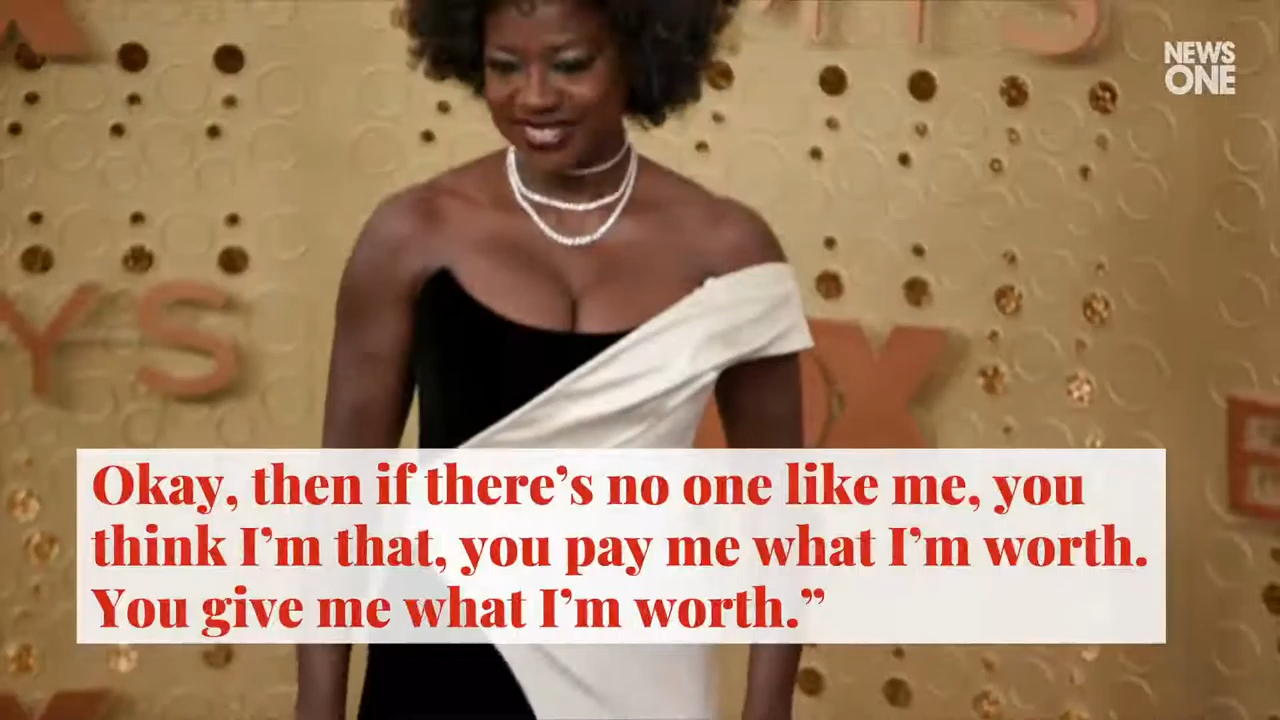 NEWS
ONE
YS
Okay, then if there's no one like me, you
think I'm that, you pay me what I'm worth.
You give me what I'm worth.”